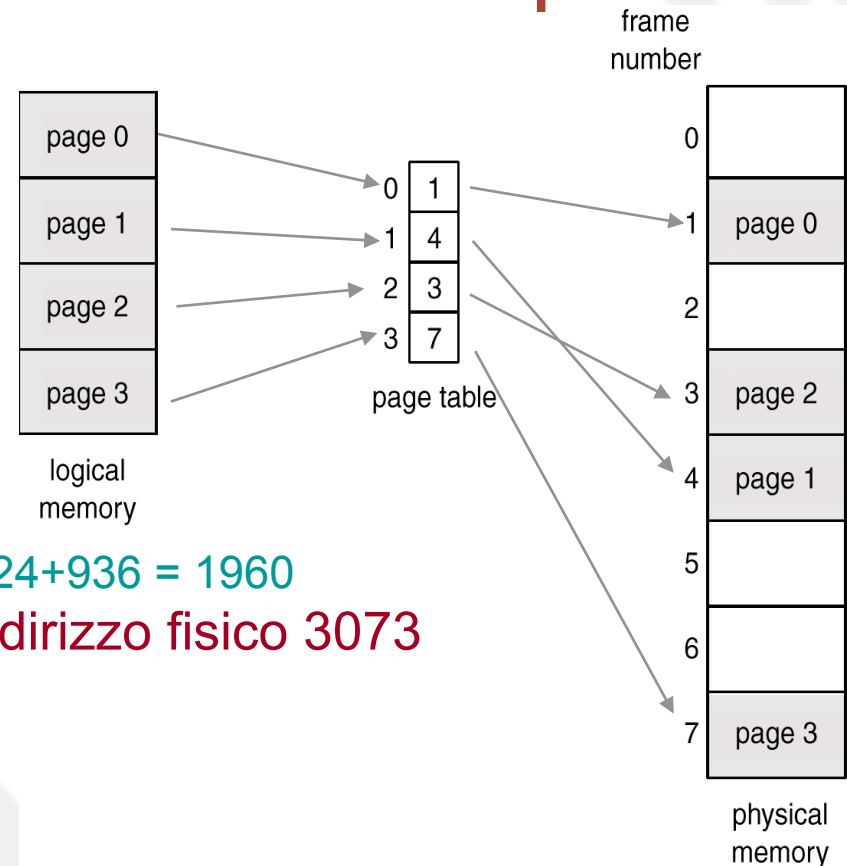 frame
number
page 0
page 1
page 2
page 3
logical
memory
0 1
1 4
2 3
3 7
page table
0
1 page 0
2
3 page 2
4 page 1
5
6
7 page 3
physical
memory
24+936 = 1960
dirizzo fisico 3073